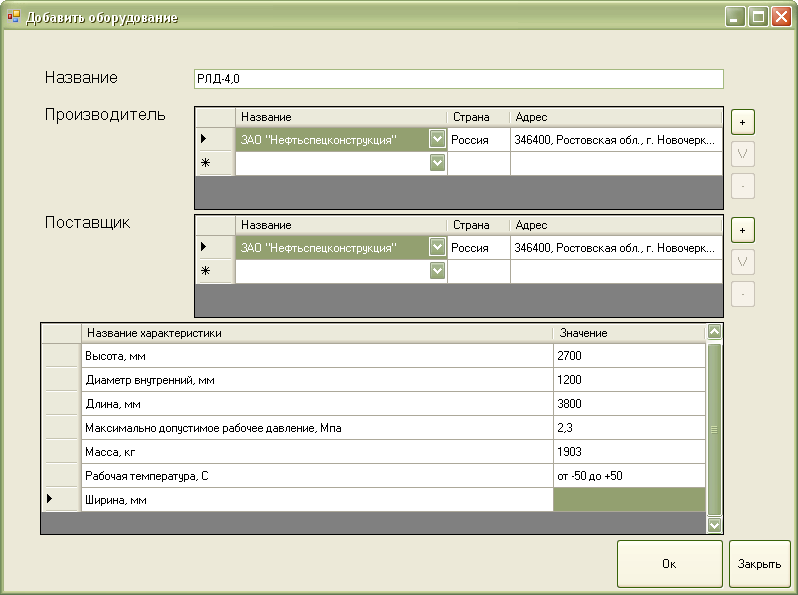 Добавить оборудование
Название РЛД-4,0
Производитель
Название Страна Адрес
ЗАО "Нефтьспецконструкция" Россия 346400, Ростовская обл., г. Новочерк...
+
\/
-
Поставщик
Название Страна Адрес
ЗАО "Нефтьспецконструкция" Россия 346400, Ростовская обл., г. Новочерк...
+
\/
-
Название характеристики Значение
Высота, мм 2700
Диаметр внутренний, мм 1200
Длина, мм 3800
Максимально допустимое рабочее давление, Мпа 2,3
Масса, кг 1903
Рабочая температура, С от -50 до +50
Ширина, мм
Ок Закрыть